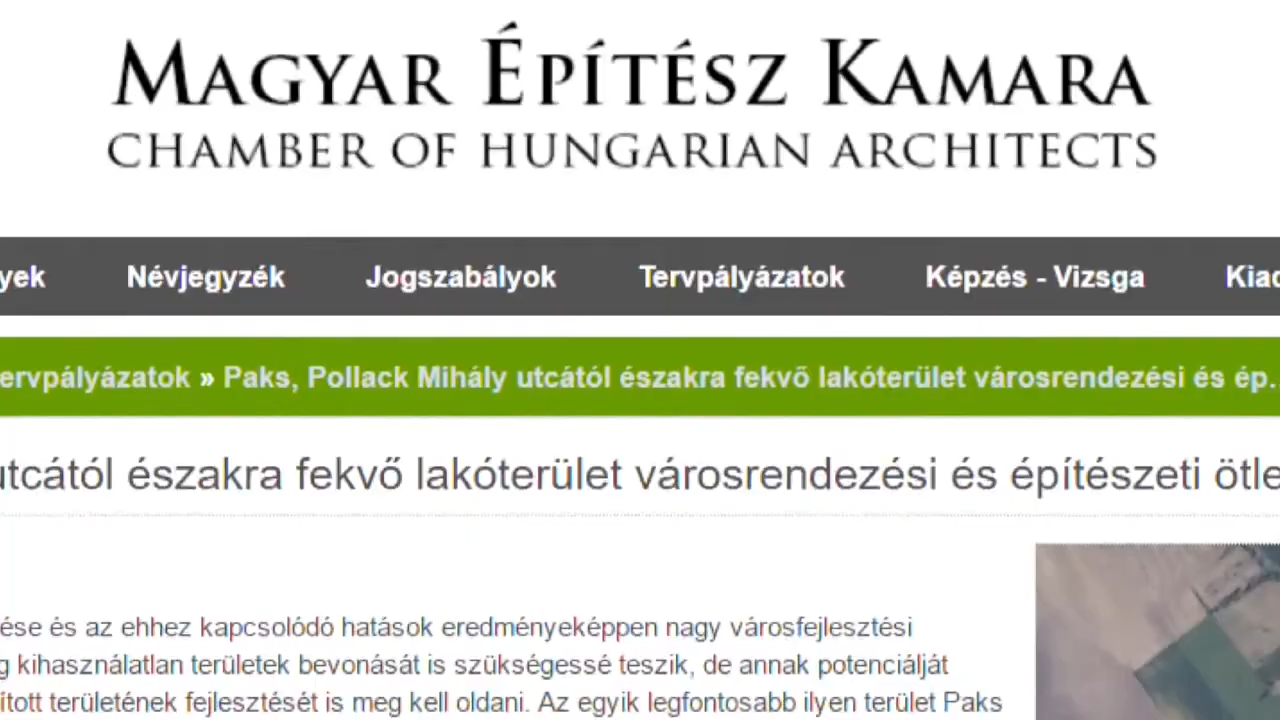 MAGYAR ÉPÍTÉSZ KAMARA
CHAMBER OF HUNGARIAN ARCHITECTS
yek Névjegyzék Jogszabályok Tervpályázatok Képzés - Vizsga Kiad
ervpályázatok » Paks, Pollack Mihály utcától északra fekvő lakóterület városrendezési és ép.
utcától északra fekvő lakóterület városrendezési és építészeti ötle
ése és az ehhez kapcsolódó hatások eredményeképpen nagy városfejlesztési
g kihasználatlan területek bevonását is szükségessé teszik, de annak potenciálját
ított területének fejlesztését is meg kell oldani. Az egyik legfontosabb ilyen terület Paks